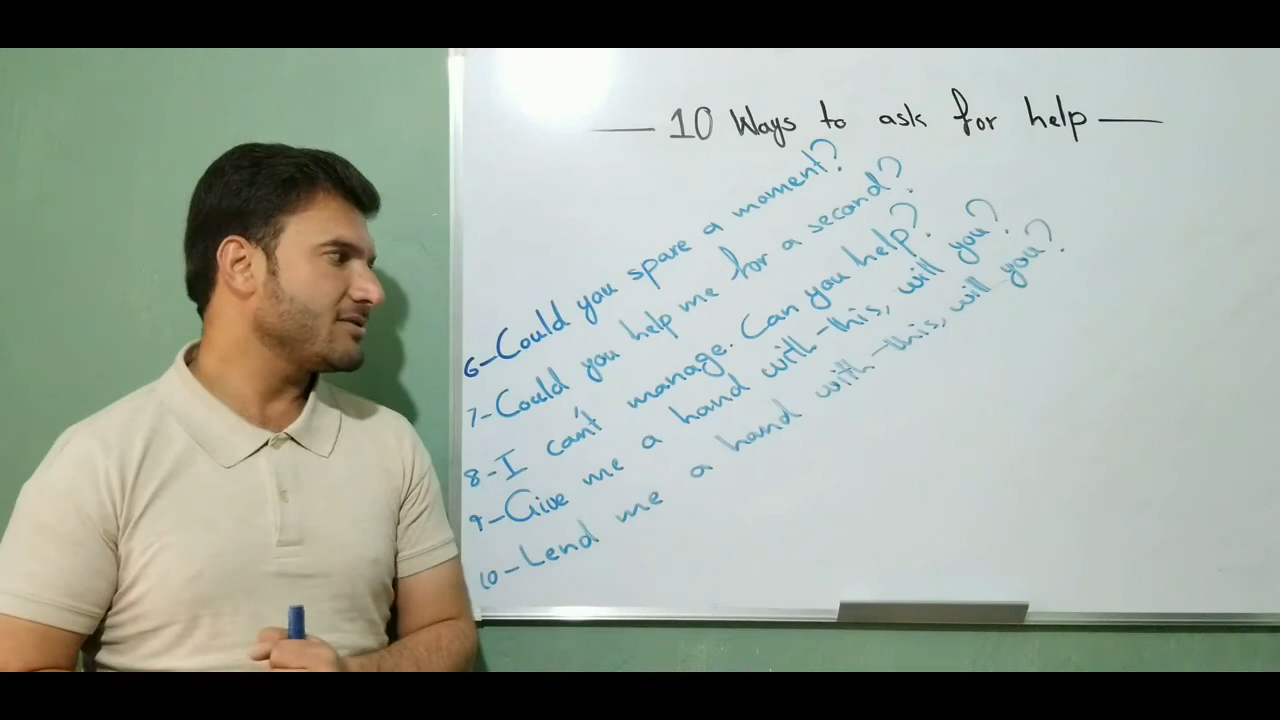 — 10 Ways to ask for help —
6- Could you spare a moment?
7- Could you help me for a second?
8- I can't manage. Can you help?
9- Give me a hand with this, will you?
10- Lend me a hand with this, will you?